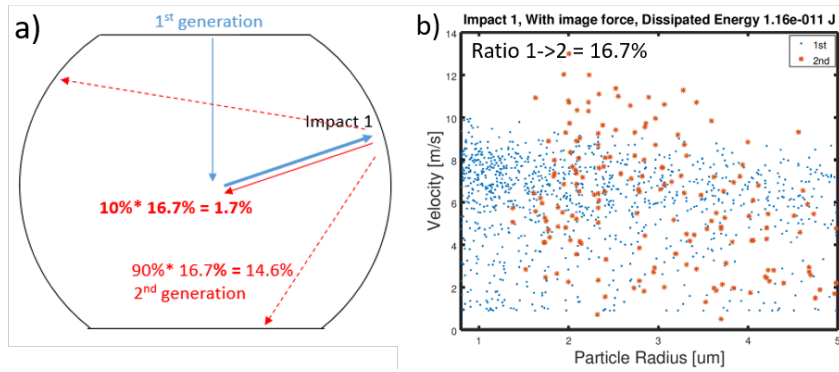 a)
1st generation
Impact 1
10%* 16.7% = 1.7%
90%* 16.7% = 14.6%
2nd generation
b)
Impact 1, With image force, Dissipated Energy 1.16e-011 J
Ratio 1->2 = 16.7%
1st
2nd
Velocity [m/s]
14
12
10
8
6
4
2
0
1
2
3
4
5
Particle Radius [um]